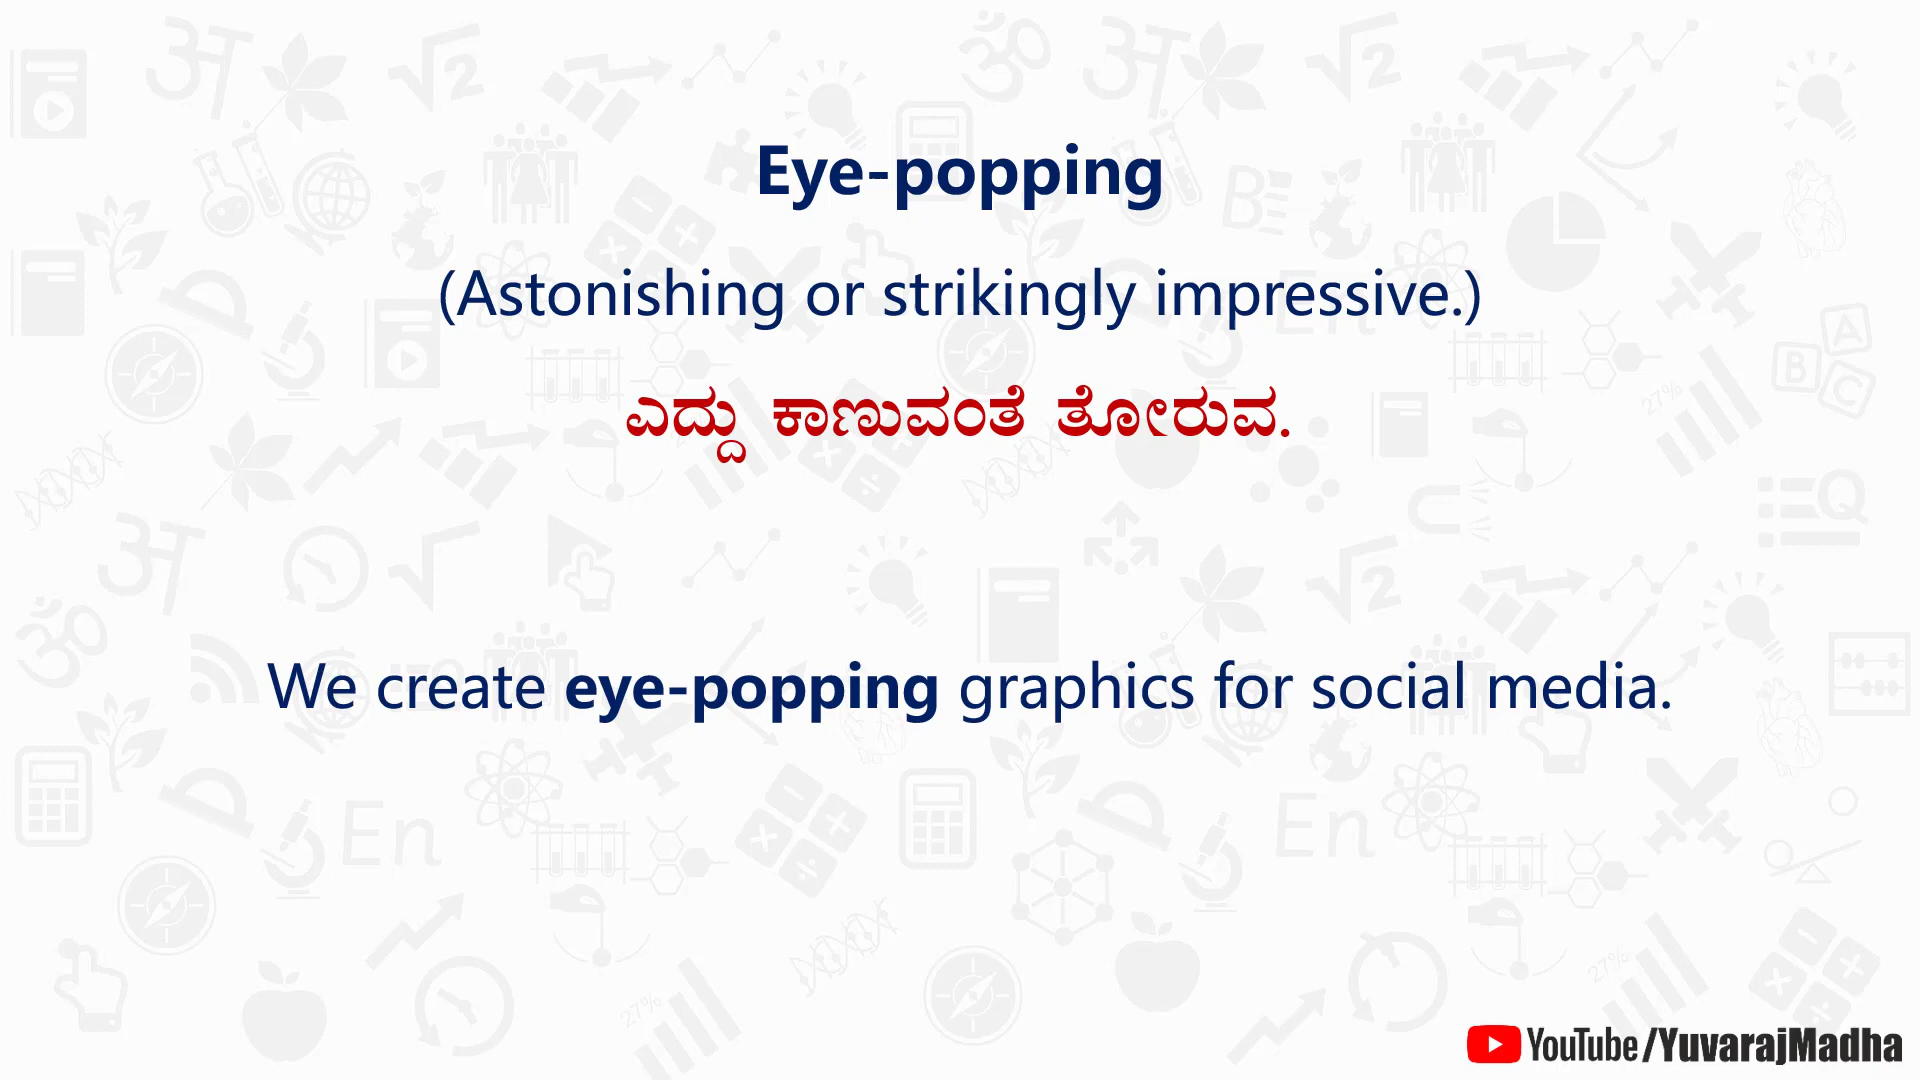 Eye-popping
(Astonishing or strikingly impressive.)
ಎದ್ದು ಕಾಣುವಂತೆ ತೋರುವ.
We create eye-popping graphics for social media.
YouTube/YuvarajMadha